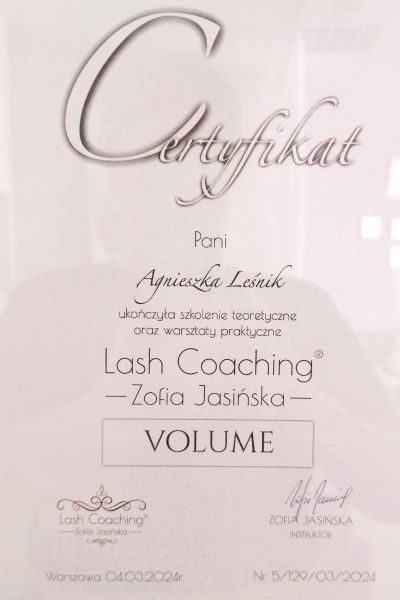 Certyfikat
Pani
Agnieszka Leśnik
ukończyła szkolenie teoretyczne
oraz warsztaty praktyczne
Lash Coaching®
—Zofia Jasińska—
VOLUME
Lash Coaching®
—Zofia Jasińska—
ZOFIA JASIŃSKA
INSTRUKTOR
Warszawa 04.03.2024r.
Nr 5/129/03/2024